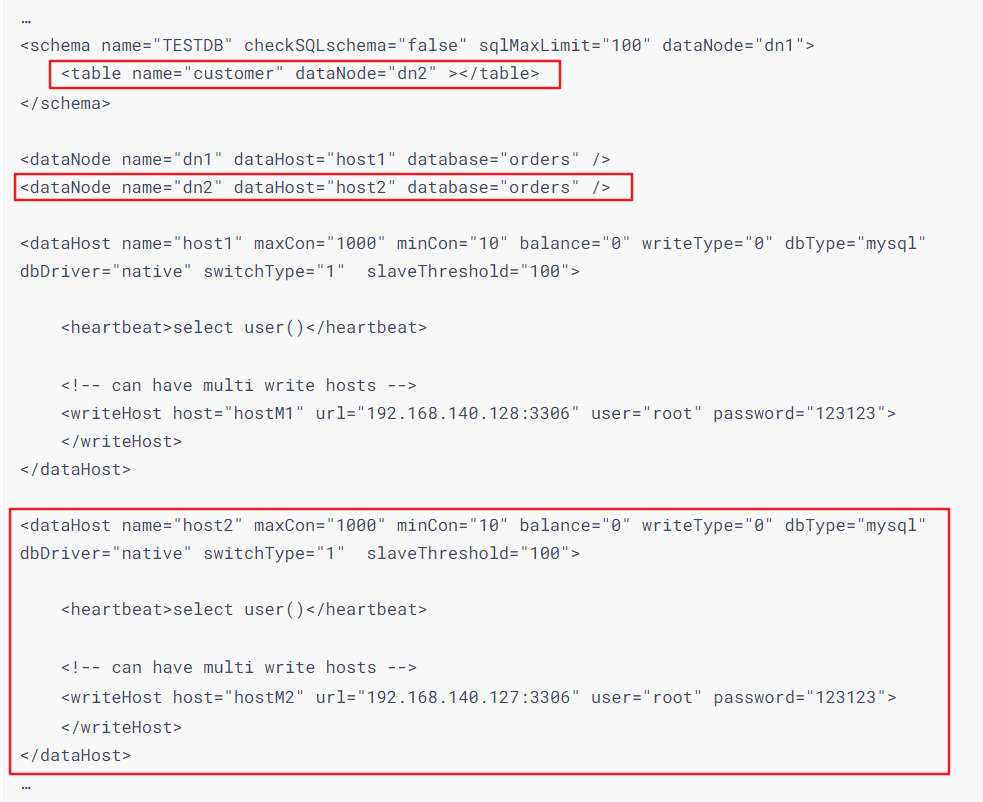 …
<schema name="TESTDB" checkSQLschema="false" sqlMaxLimit="100" dataNode="dn1">
    <table name="customer" dataNode="dn2" ></table>
</schema>

<dataNode name="dn1" dataHost="host1" database="orders" />
<dataNode name="dn2" dataHost="host2" database="orders" />

<dataHost name="host1" maxCon="1000" minCon="10" balance="0" writeType="0" dbType="mysql"
dbDriver="native" switchType="1"  slaveThreshold="100">

    <heartbeat>select user()</heartbeat>

    <!-- can have multi write hosts -->
    <writeHost host="hostM1" url="192.168.140.128:3306" user="root" password="123123">
    </writeHost>
</dataHost>

<dataHost name="host2" maxCon="1000" minCon="10" balance="0" writeType="0" dbType="mysql"
dbDriver="native" switchType="1"  slaveThreshold="100">

    <heartbeat>select user()</heartbeat>

    <!-- can have multi write hosts -->
    <writeHost host="hostM2" url="192.168.140.127:3306" user="root" password="123123">
    </writeHost>
</dataHost>
…